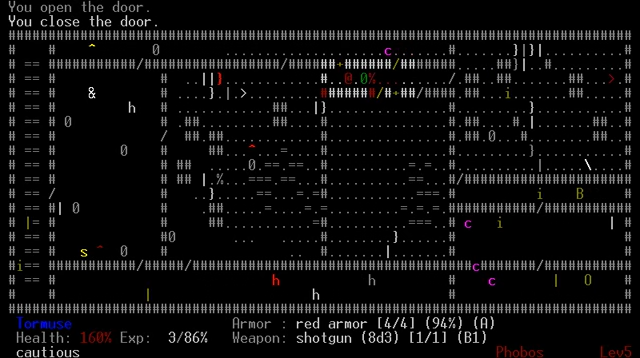 You open the door.
You close the door.
Tormuse
Armor : red armor [4/4] (94%) (A)
Health: 160% Exp: 3/86%
Weapon: shotgun (8d3) [1/1] (B1)
cautious
Phobos Lev5